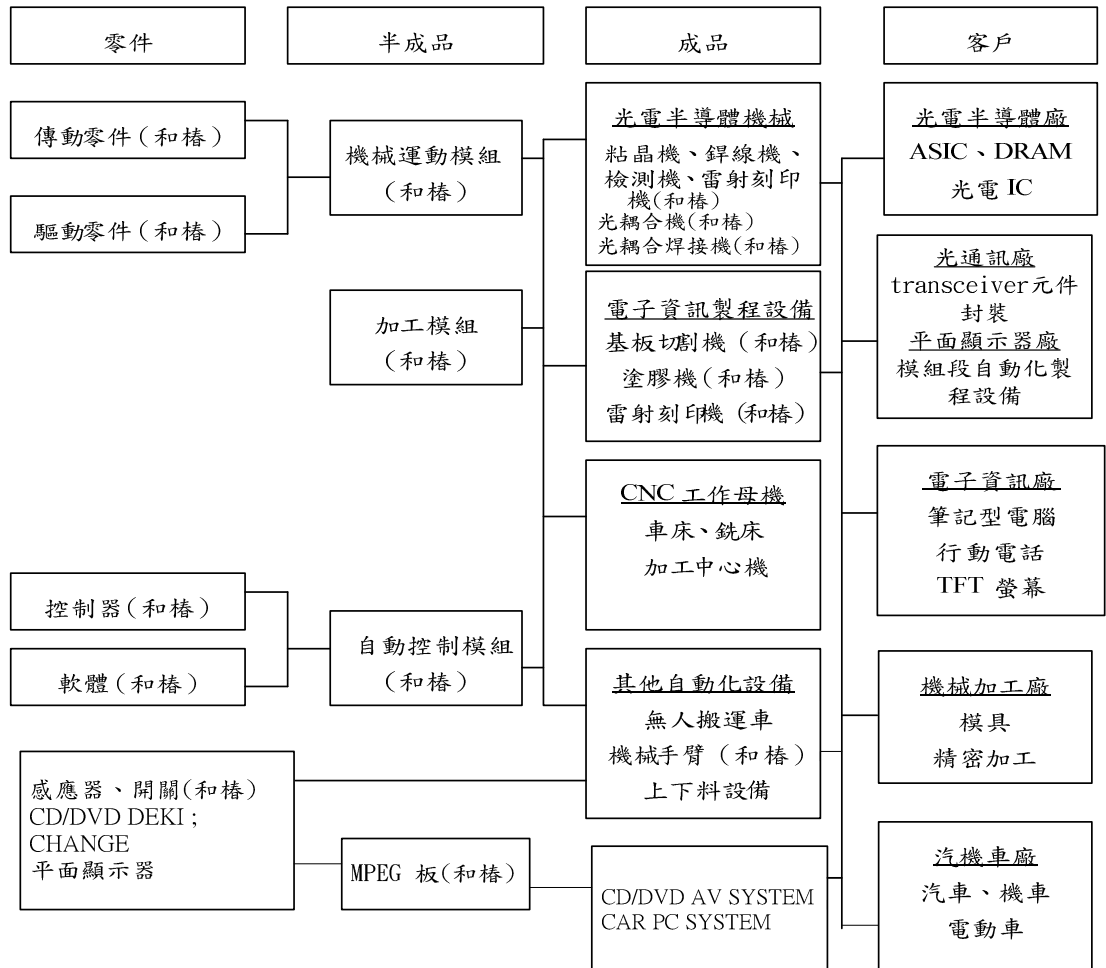 零件
半成品
成品
客戶
傳動零件（和椿）
驅動零件（和椿）
控制器（和椿）
軟體（和椿）
感應器、開關(和椿)
CD/DVD DEKI；
CHANGE
平面顯示器
機械運動模組
（和椿）
加工模組
（和椿）
自動控制模組
（和椿）
MPEG 板(和椿)
光電半導體機械
粘晶機、銲線機、
檢測機、雷射刻印
機(和椿)
光耦合機(和椿)
光耦合焊接機(和椿)
電子資訊製程設備
基板切割機（和椿）
塗膠機（和椿）
雷射刻印機（和椿）
CNC 工作母機
車床、銑床
加工中心機
其他自動化設備
無人搬運車
機械手臂（和椿）
上下料設備
CD/DVD AV SYSTEM
CAR PC SYSTEM
光電半導體廠
ASIC、DRAM
光電 IC
光通訊廠
transceiver元件
封裝
平面顯示器廠
模組段自動化製
程設備
電子資訊廠
筆記型電腦
行動電話
TFT 螢幕
機械加工廠
模具
精密加工
汽機車廠
汽車、機車
電動車